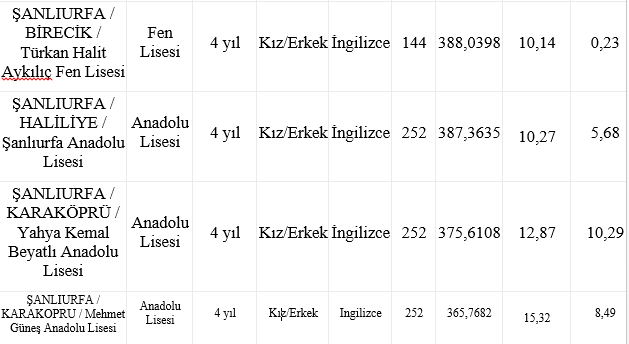 ŞANLIURFA /
BİRECİK /
Türkan Halit
Aykılıç Fen Lisesi
Fen
Lisesi
4 yıl
Kız/Erkek
İngilizce
144
388,0398
10,14
0,23
ŞANLIURFA /
HALİLİYE /
Şanlıurfa Anadolu
Lisesi
Anadolu
Lisesi
4 yıl
Kız/Erkek
İngilizce
252
387,3635
10,27
5,68
ŞANLIURFA /
KARAKÖPRÜ /
Yahya Kemal
Beyatlı Anadolu
Lisesi
Anadolu
Lisesi
4 yıl
Kız/Erkek
İngilizce
252
375,6108
12,87
10,29
ŞANLIURFA /
KARAKOPRU / Mehmet
Güneş Anadolu Lisesi
Anadolu
Lisesi
4 yıl
Kız/Erkek
Ingilizce
252
365,7682
15,32
8,49